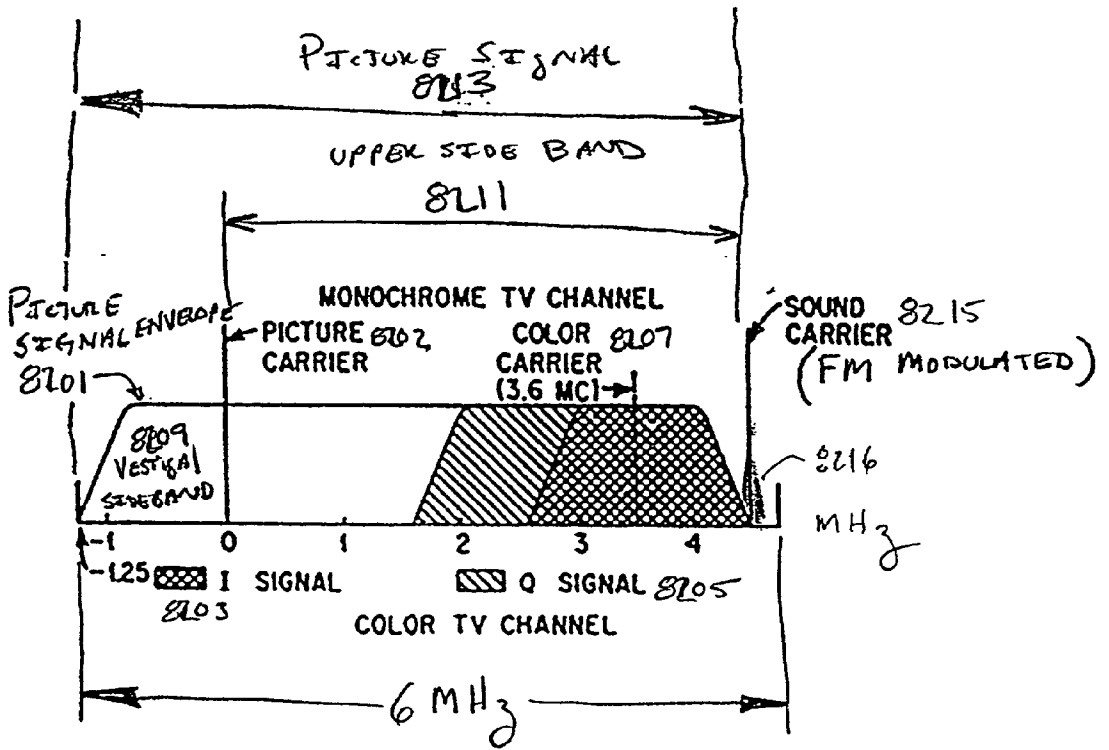 PICTURE SIGNAL
8213
UPPER SIDE BAND
8211
PICTURE
SIGNAL ENVELOPE
8201
MONOCHROME TV CHANNEL
PICTURE 8202
CARRIER
COLOR 8207
CARRIER
(3.6 MC)
SOUND 8215
CARRIER
(FM MODULATED)
8209
VESTIGAL
SIDEBAND
8216
-1 0 1 2 3 4 MHz
-1.25
I SIGNAL
8203
Q SIGNAL 8205
COLOR TV CHANNEL
6 MHz